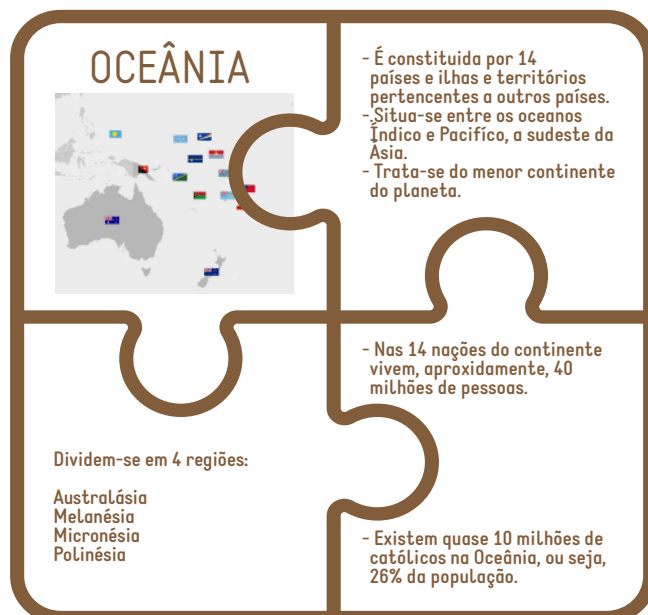 OCEÂNIA
- É constituida por 14
países e ilhas e territórios
pertencentes a outros países.
- Situa-se entre os oceanos
Índico e Pacifíco, a sudeste da
Ásia.
- Trata-se do menor continente
do planeta.
Dividem-se em 4 regiões:
Australásia
Melanésia
Micronésia
Polinésia
- Nas 14 nações do continente
vivem, aproxidamente, 40
milhões de pessoas.
- Existem quase 10 milhões de
católicos na Oceânia, ou seja,
26% da população.